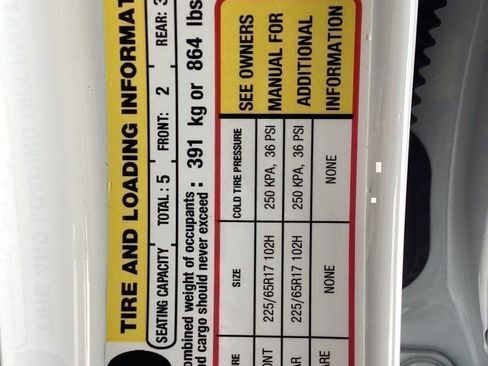 TIRE AND LOADING INFORMAT
SEATING CAPACITY TOTAL : 5 FRONT: 2 REAR: 3
ombined weight of occupants
nd cargo should never exceed : 391 kg or 864 lbs
RE SIZE COLD TIRE PRESSURE
ONT 225/65R17 102H 250 KPA, 36 PSI
AR 225/65R17 102H 250 KPA, 36 PSI
ARE NONE NONE
SEE OWNERS
MANUAL FOR
ADDITIONAL
INFORMATION